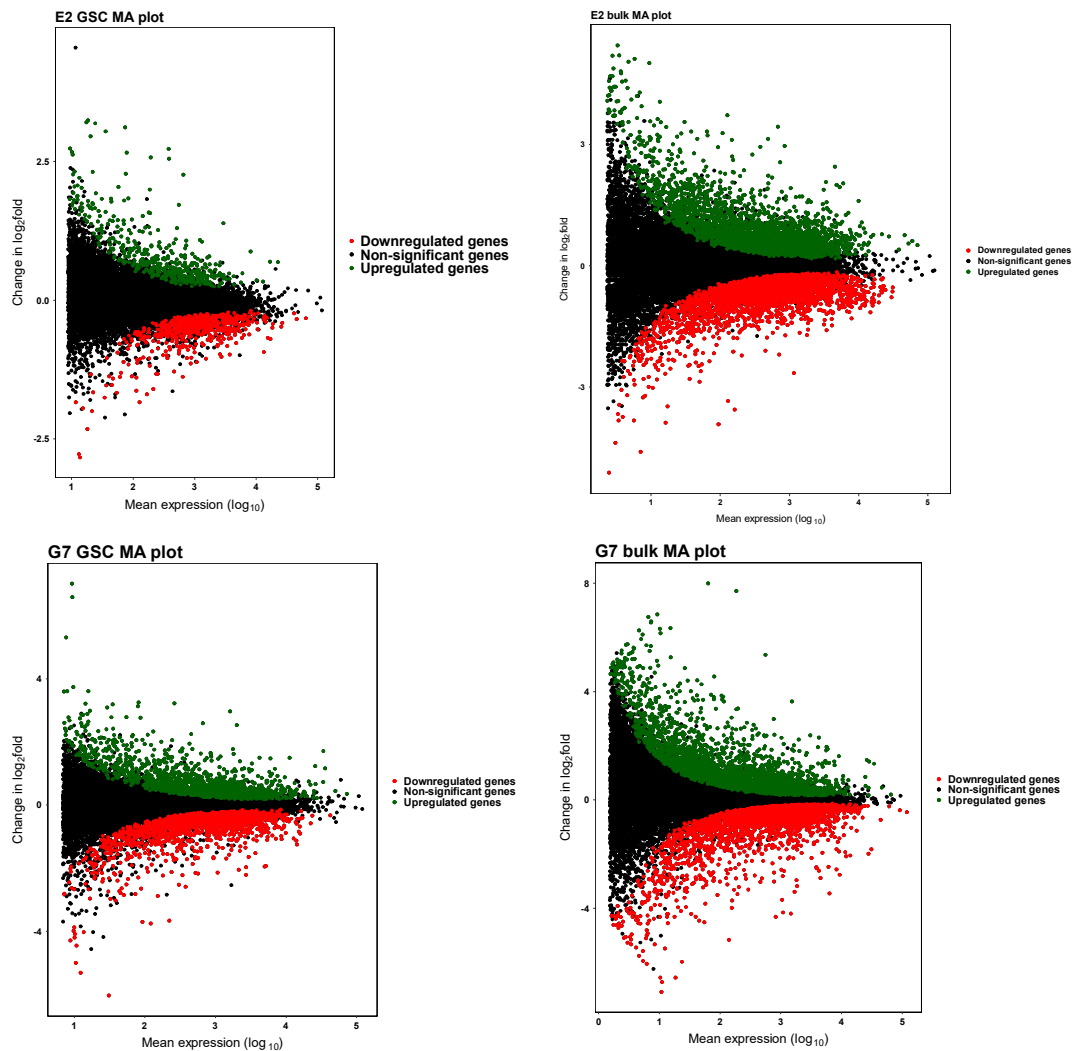 E2 GSC MA plot
Change in log2fold
2.5
0.0
-2.5
1 2 3 4 5
Mean expression (log10)
Downregulated genes
Non-significant genes
Upregulated genes
E2 bulk MA plot
Change in log2fold
3
0
-3
1 2 3 4 5
Mean expression (log10)
Downregulated genes
Non-significant genes
Upregulated genes
G7 GSC MA plot
Change in log2fold
4
0
-4
1 2 3 4 5
Mean expression (log10)
Downregulated genes
Non-significant genes
Upregulated genes
G7 bulk MA plot
Change in log2fold
8
4
0
-4
0 1 2 3 4 5
Mean expression (log10)
Downregulated genes
Non-significant genes
Upregulated genes